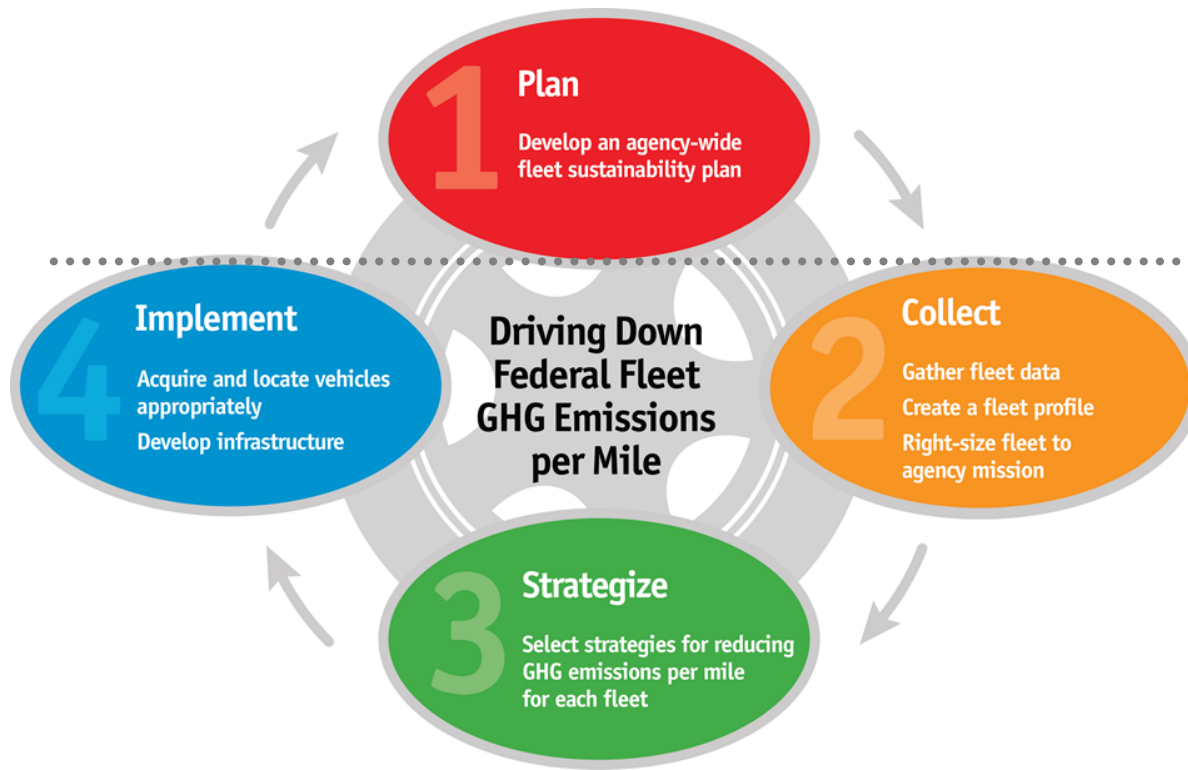 1
Plan
Develop an agency-wide
fleet sustainability plan
2
Collect
Gather fleet data
Create a fleet profile
Right-size fleet to
agency mission
3
Strategize
Select strategies for reducing
GHG emissions per mile
for each fleet
4
Implement
Acquire and locate vehicles
appropriately
Develop infrastructure
Driving Down
Federal Fleet
GHG Emissions
per Mile